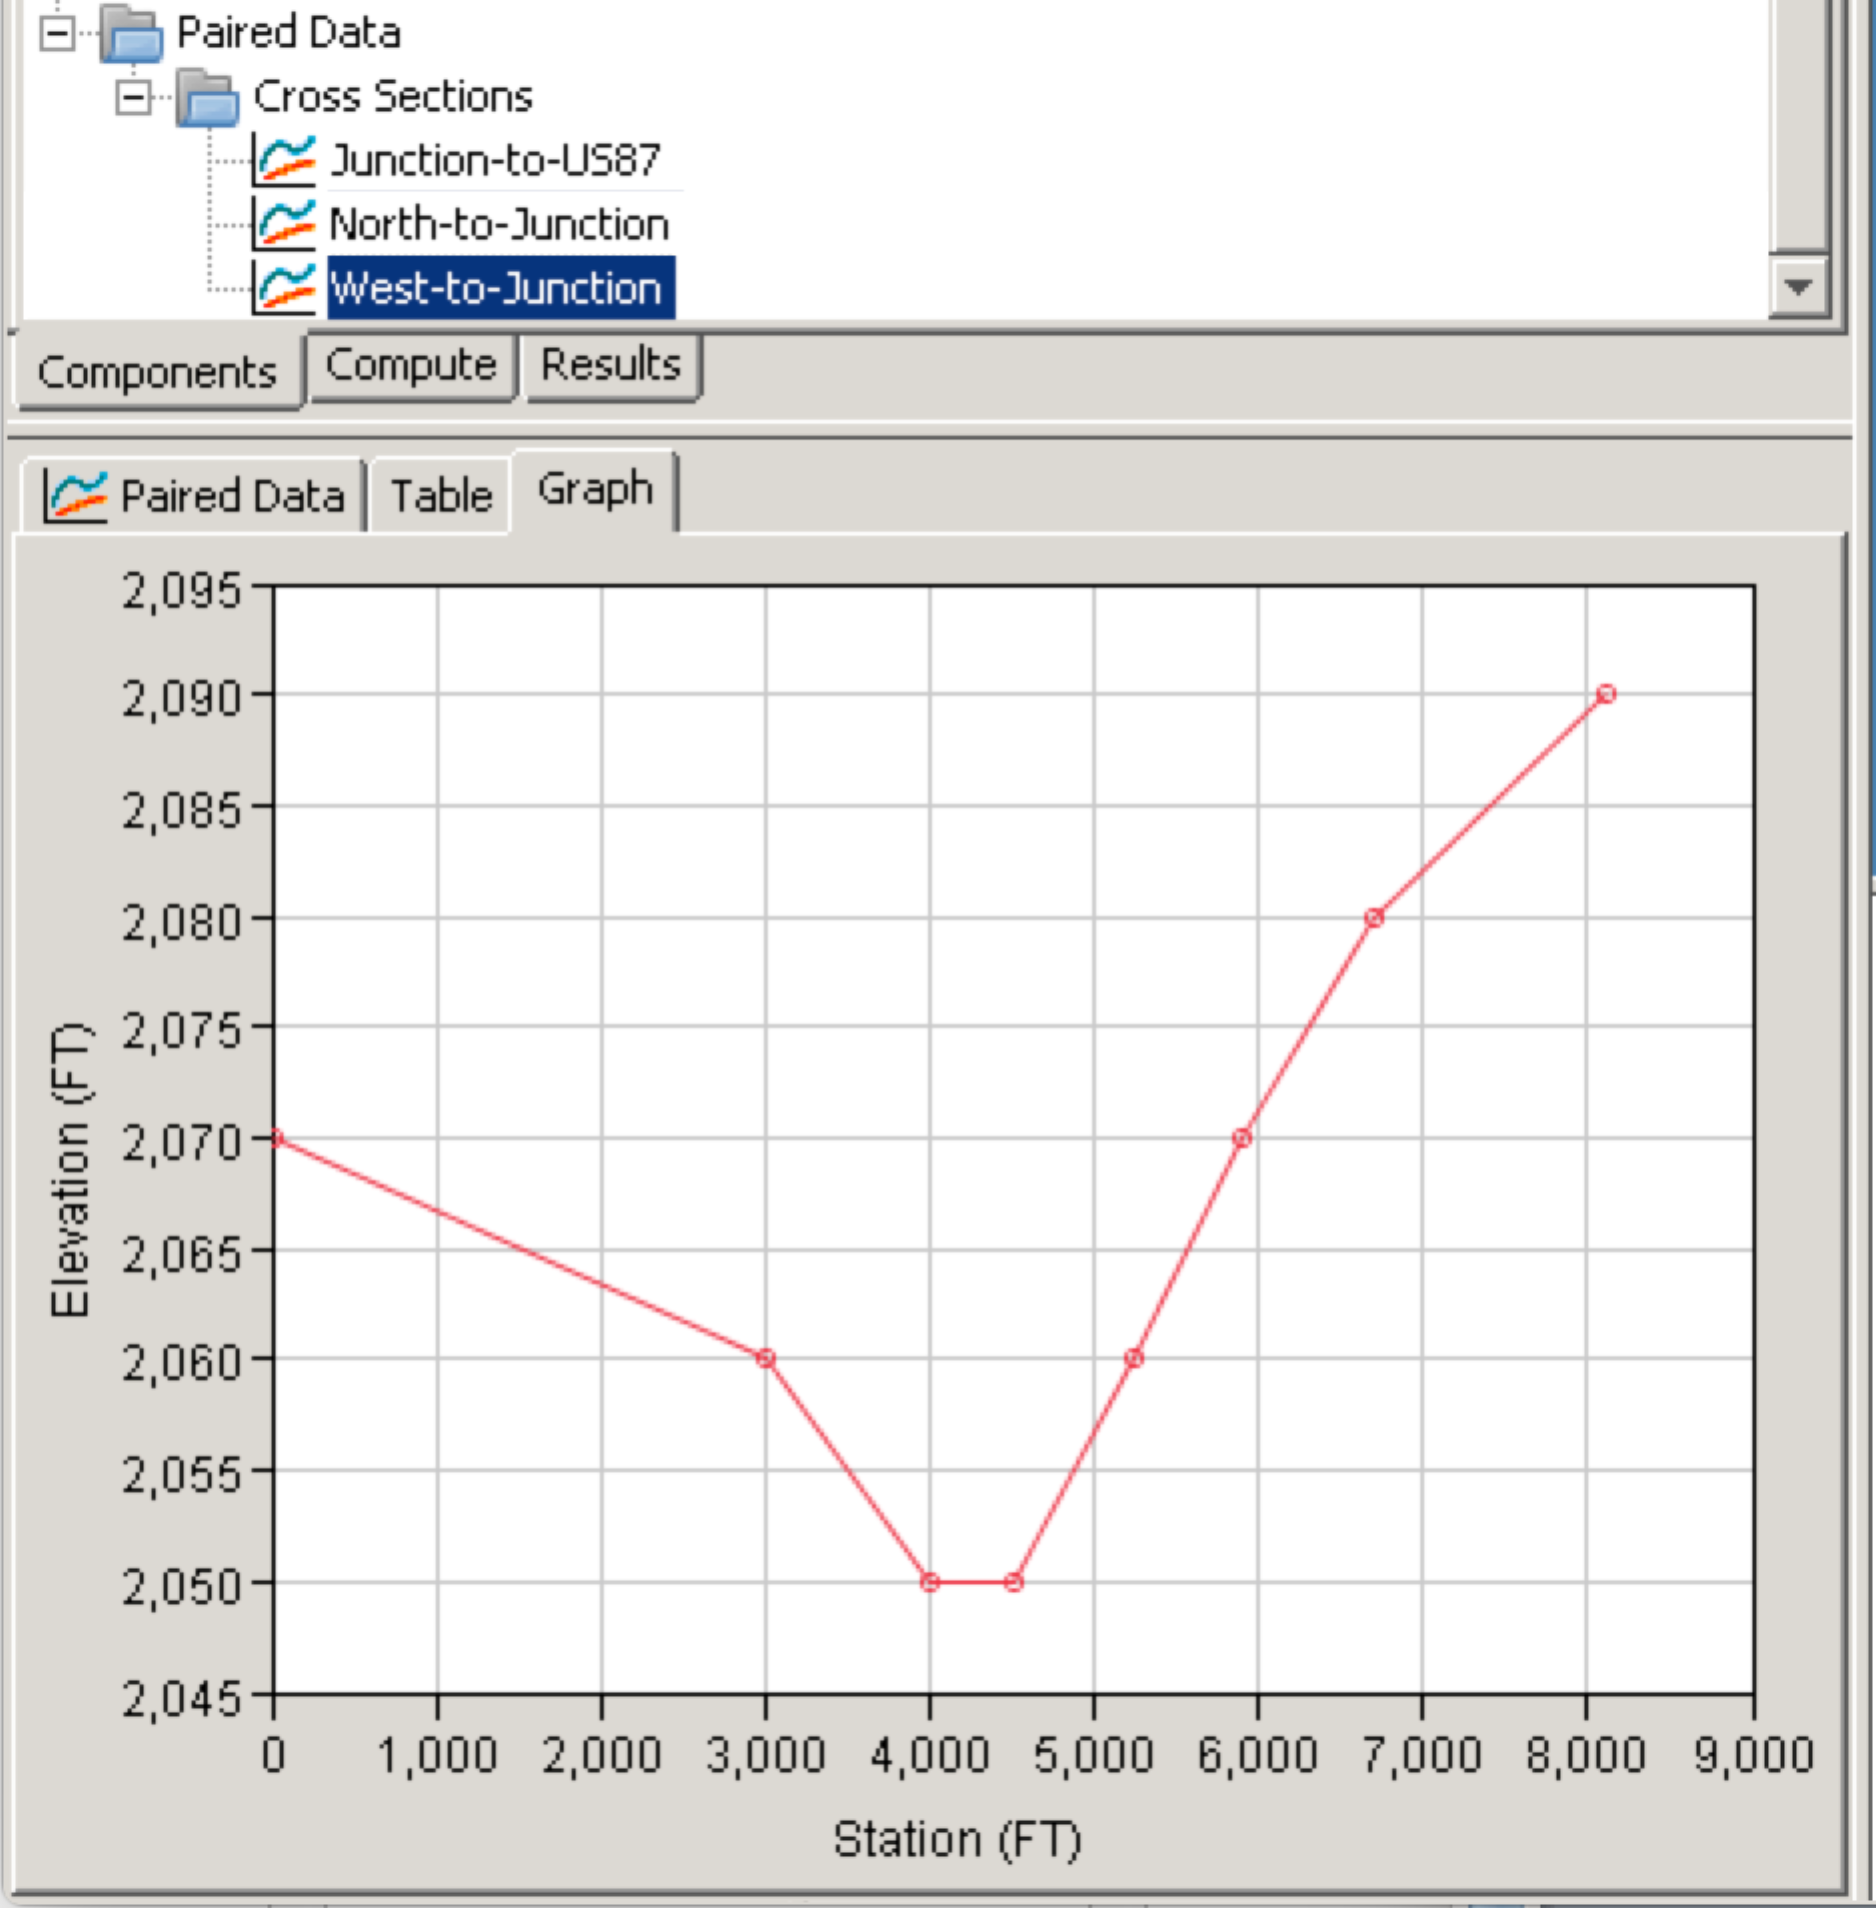 Paired Data
Cross Sections
Junction-to-US87
North-to-Junction
West-to-Junction
Components Compute Results
Paired Data Table Graph
2,095
2,090
2,085
2,080
2,075
2,070
2,065
2,060
2,055
2,050
2,045
Elevation (FT)
0 1,000 2,000 3,000 4,000 5,000 6,000 7,000 8,000 9,000
Station (FT)